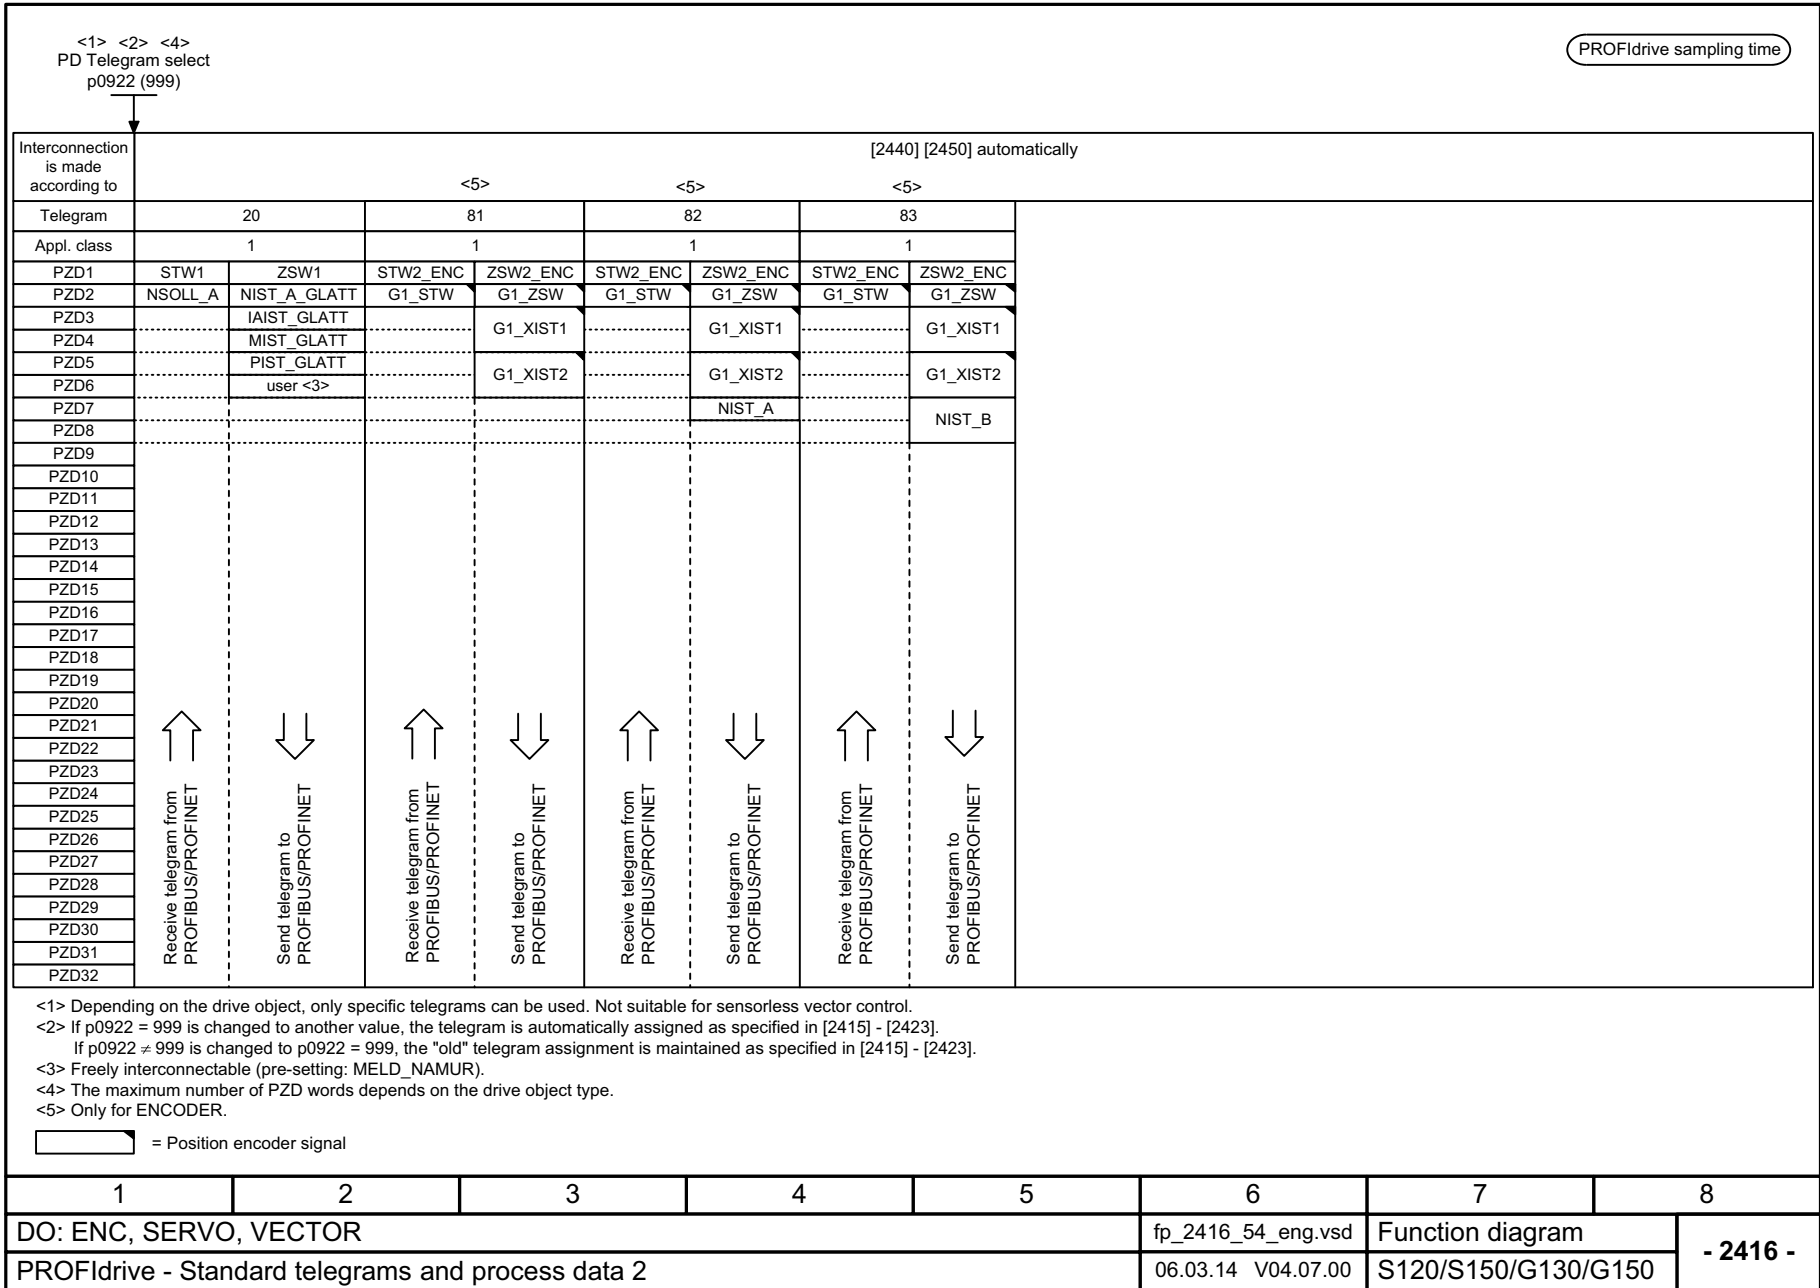 <1> <2> <4>
PD Telegram select
p0922 (999)
PROFIdrive sampling time
Interconnection
is made
according to
[2440] [2450] automatically
<5> <5> <5>
Telegram 20 81 82 83
Appl. class 1 1 1 1
PZD1 STW1 ZSW1 STW2_ENC ZSW2_ENC STW2_ENC ZSW2_ENC STW2_ENC ZSW2_ENC
PZD2 NSOLL_A NIST_A_GLATT G1_STW G1_ZSW G1_STW G1_ZSW G1_STW G1_ZSW
PZD3 IAIST_GLATT G1_XIST1 G1_XIST1 G1_XIST1
PZD4 MIST_GLATT
PZD5 PIST_GLATT G1_XIST2 G1_XIST2 G1_XIST2
PZD6 user <3>
PZD7 NIST_A NIST_B
PZD8
PZD9
PZD10
PZD11
PZD12
PZD13
PZD14
PZD15
PZD16
PZD17
PZD18
PZD19
PZD20
PZD21
PZD22
PZD23
PZD24
PZD25
PZD26
PZD27
PZD28
PZD29
PZD30
PZD31
PZD32
Receive telegram from
PROFIBUS/PROFINET
Send telegram to
PROFIBUS/PROFINET
Receive telegram from
PROFIBUS/PROFINET
Send telegram to
PROFIBUS/PROFINET
Receive telegram from
PROFIBUS/PROFINET
Send telegram to
PROFIBUS/PROFINET
Receive telegram from
PROFIBUS/PROFINET
Send telegram to
PROFIBUS/PROFINET
<1> Depending on the drive object, only specific telegrams can be used. Not suitable for sensorless vector control.
<2> If p0922 = 999 is changed to another value, the telegram is automatically assigned as specified in [2415] - [2423].
If p0922 ≠ 999 is changed to p0922 = 999, the "old" telegram assignment is maintained as specified in [2415] - [2423].
<3> Freely interconnectable (pre-setting: MELD_NAMUR).
<4> The maximum number of PZD words depends on the drive object type.
<5> Only for ENCODER.
= Position encoder signal
1 2 3 4 5 6 7 8
DO: ENC, SERVO, VECTOR fp_2416_54_eng.vsd Function diagram
- 2416 -
PROFIdrive - Standard telegrams and process data 2 06.03.14 V04.07.00 S120/S150/G130/G150